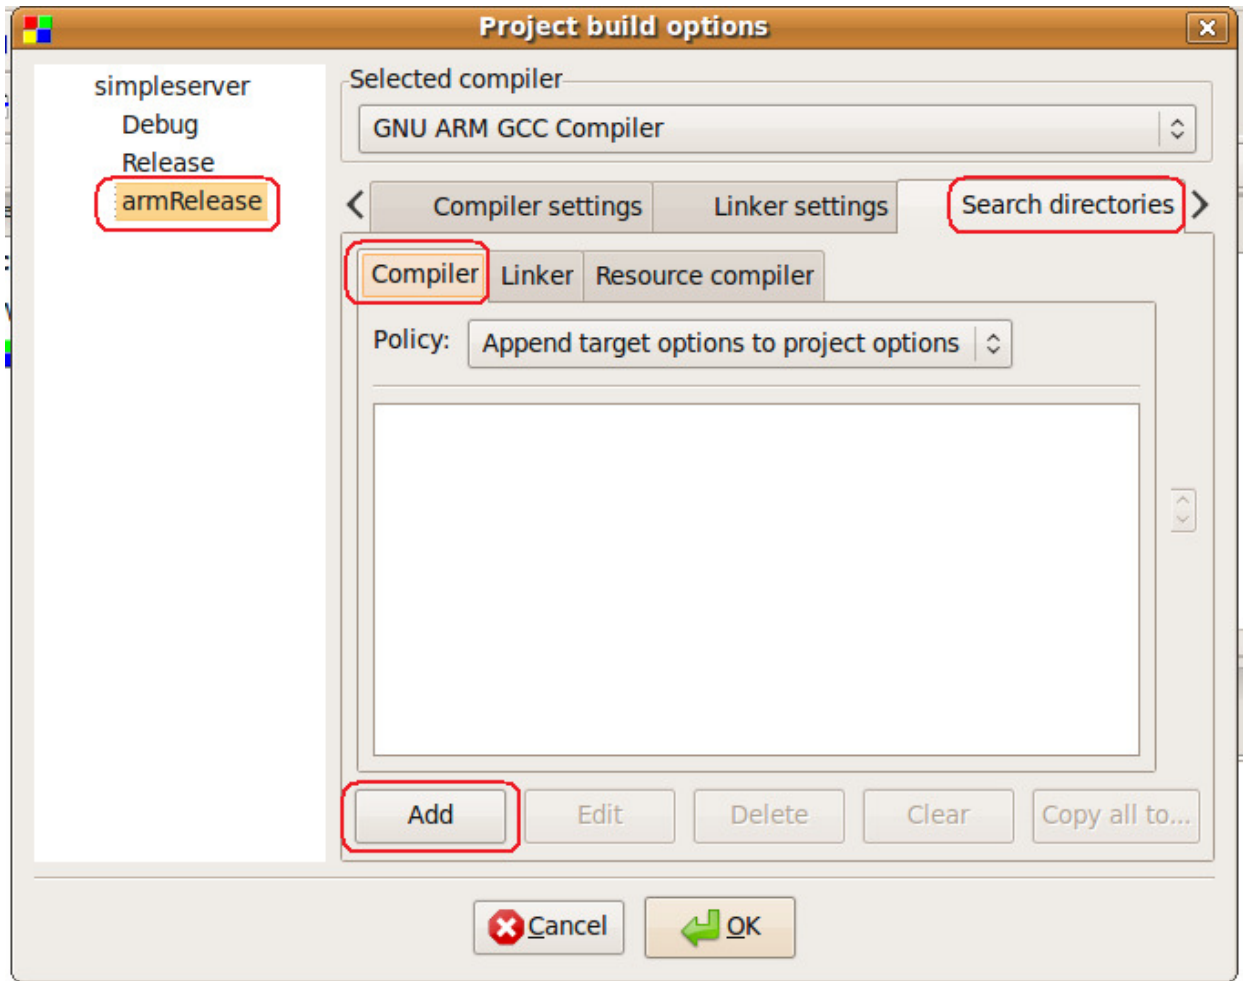 Project build options
simpleserver
Debug
Release
armRelease
Selected compiler
GNU ARM GCC Compiler
Compiler settings
Linker settings
Search directories
Compiler
Linker
Resource compiler
Policy:
Append target options to project options
Add
Edit
Delete
Clear
Copy all to...
Cancel
OK